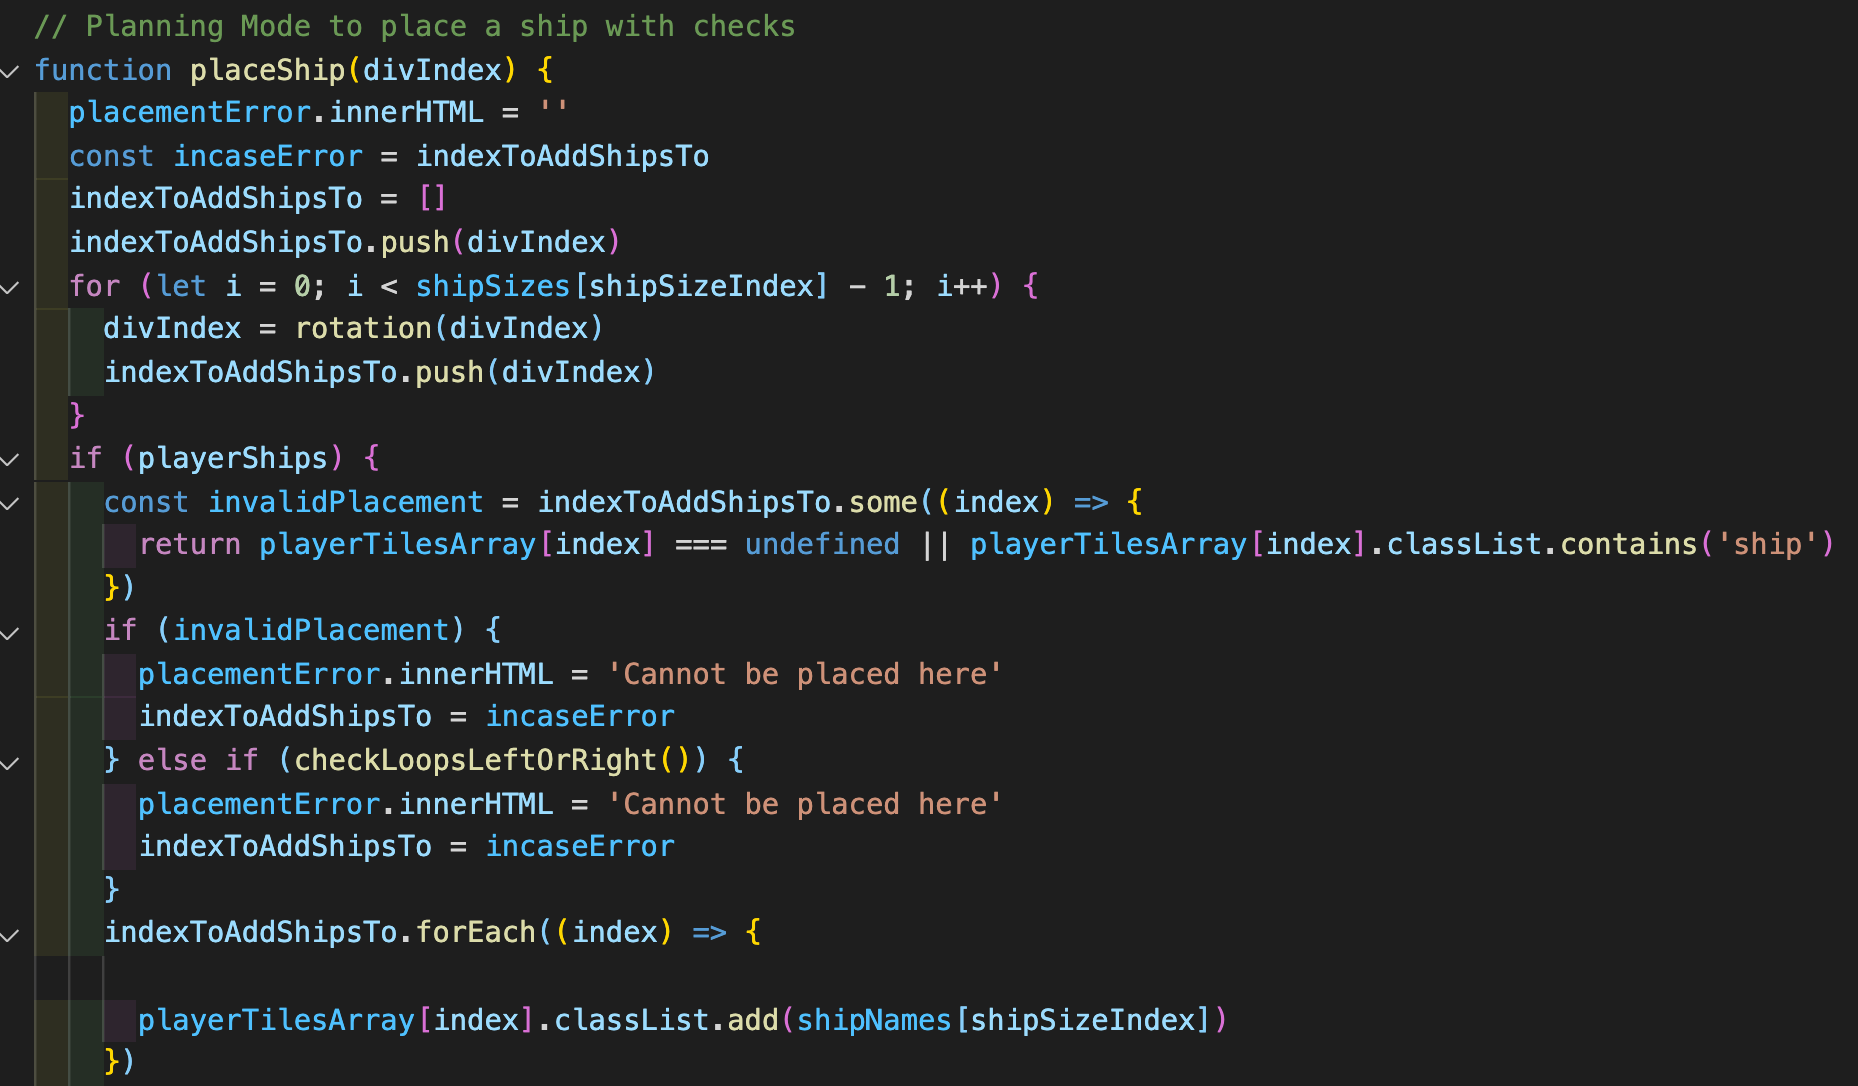 // Planning Mode to place a ship with checks
function placeShip(divIndex) {
  placementError.innerHTML = ''
  const incaseError = indexToAddShipsTo
  indexToAddShipsTo = []
  indexToAddShipsTo.push(divIndex)
  for (let i = 0; i < shipSizes[shipSizeIndex] - 1; i++) {
    divIndex = rotation(divIndex)
    indexToAddShipsTo.push(divIndex)
  }
  if (playerShips) {
    const invalidPlacement = indexToAddShipsTo.some((index) => {
      return playerTilesArray[index] === undefined || playerTilesArray[index].classList.contains('ship')
    })
    if (invalidPlacement) {
      placementError.innerHTML = 'Cannot be placed here'
      indexToAddShipsTo = incaseError
    } else if (checkLoopsLeftOrRight()) {
      placementError.innerHTML = 'Cannot be placed here'
      indexToAddShipsTo = incaseError
    }
    indexToAddShipsTo.forEach((index) => {

      playerTilesArray[index].classList.add(shipNames[shipSizeIndex])
    })